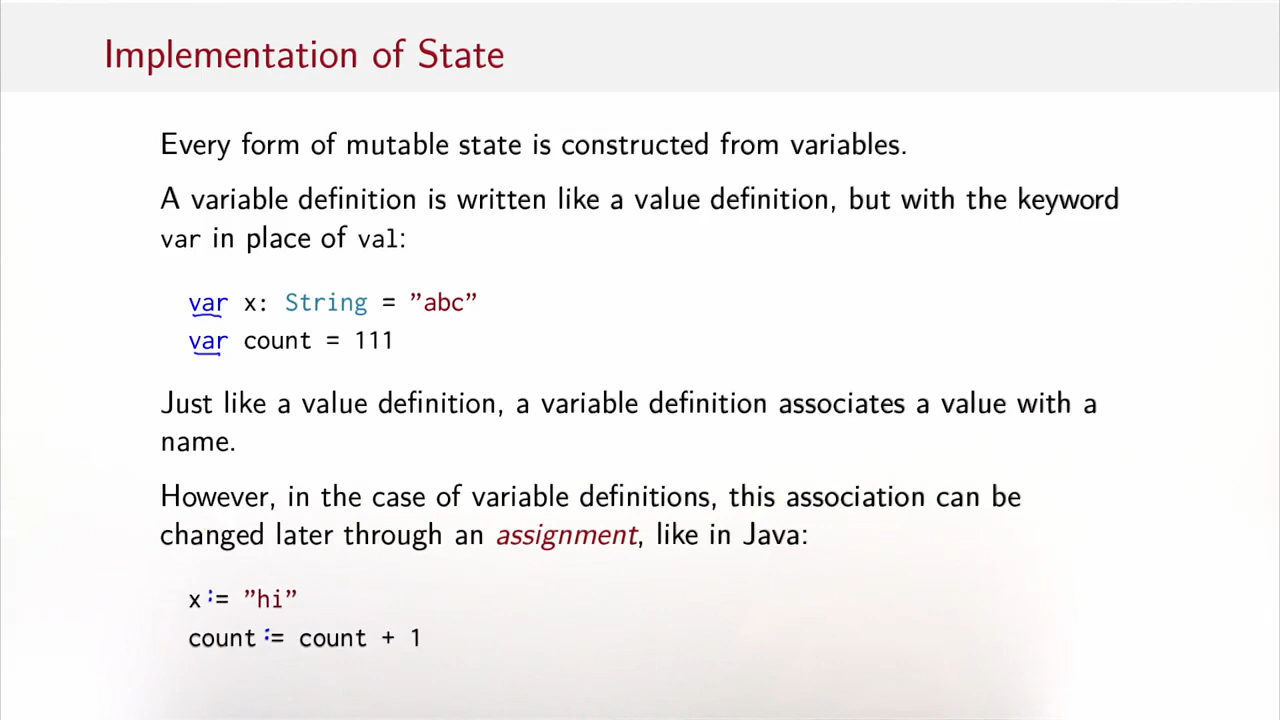 Implementation of State
Every form of mutable state is constructed from variables.
A variable definition is written like a value definition, but with the keyword
var in place of val:
var x: String = ”abc”
var count = 111
Just like a value definition, a variable definition associates a value with a
name.
However, in the case of variable definitions, this association can be
changed later through an assignment, like in Java:
x := ”hi”
count := count + 1